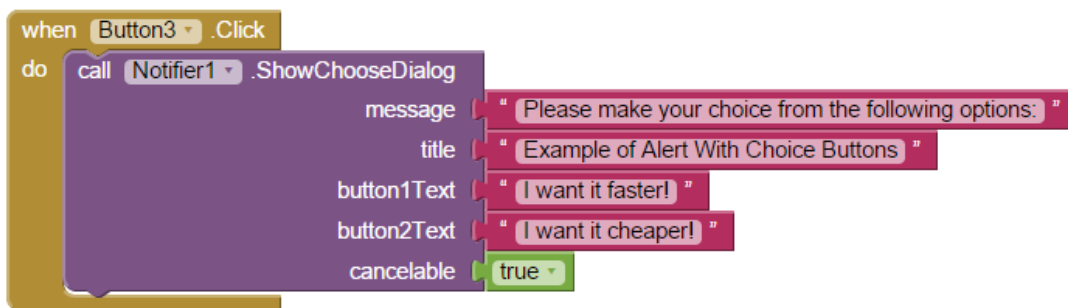 when Button3 .Click
do call Notifier1 .ShowChooseDialog
message " Please make your choice from the following options: "
title " Example of Alert With Choice Buttons "
button1Text " I want it faster! "
button2Text " I want it cheaper! "
cancelable true